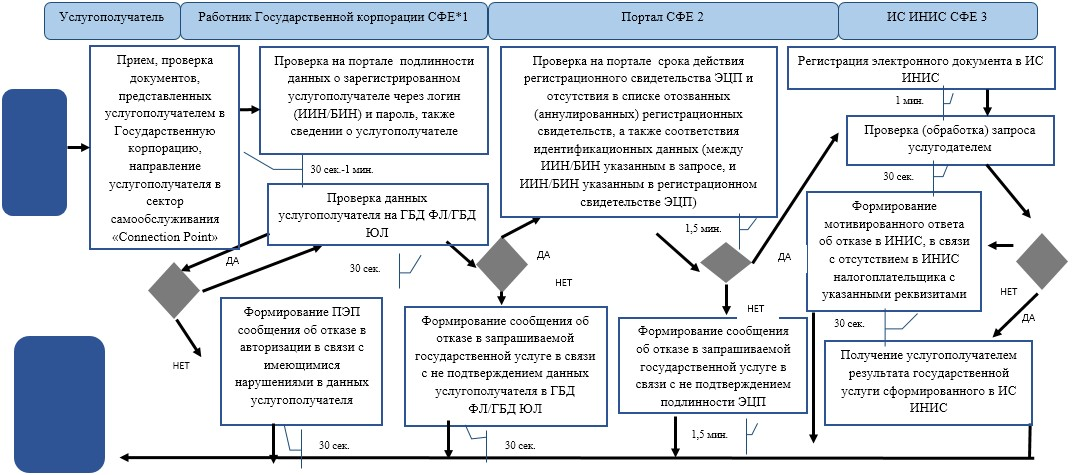 Услугополучатель
Работник Государственной корпорации СФЕ*1
Портал СФЕ 2
ИС ИНИС СФЕ 3
Прием, проверка
документов,
представленных
услугополучателем в
Государственную
корпорацию,
направление
услугополучателя в
сектор
самообслуживания
«Connection Point»
Проверка на портале подлинности
данных о зарегистрированном
услугополучателе через логин
(ИИН/БИН) и пароль, также
сведении о услугополучателе
30 сек.-1 мин.
Проверка данных
услугополучателя на ГБД ФЛ/ГБД
ЮЛ
30 сек.
ДА
НЕТ
Формирование ПЭП
сообщения об отказе в
авторизации в связи с
имеющимися
нарушениями в данных
услугополучателя
30 сек.
Проверка на портале срока действия
регистрационного свидетельства ЭЦП и
отсутствия в списке отозванных
(аннулированных) регистрационных
свидетельств, а также соответствия
идентификационных данных (между
ИИН/БИН указанным в запросе, и
ИИН/БИН указанным в регистрационном
свидетельстве ЭЦП)
1,5 мин.
ДА
НЕТ
Формирование сообщения об
отказе в запрашиваемой
государственной услуге в связи
с не подтверждением данных
услугополучателя в ГБД
ФЛ/ГБД ЮЛ
30 сек.
ДА
НЕТ
Формирование сообщения
об отказе в запрашиваемой
государственной услуге в
связи с не подтверждением
подлинности ЭЦП
1,5 мин.
Регистрация электронного документа в ИС
ИНИС
1 мин.
Проверка (обработка) запроса
услугодателем
30 сек.
Формирование
мотивированного ответа
об отказе в ИНИС, в связи
с отсутствием в ИНИС
налогоплательщика с
указанными реквизитами
НЕТ
ДА
30 сек.
Получение услугополучателем
результата государственной
услуги сформированного в ИС
ИНИС